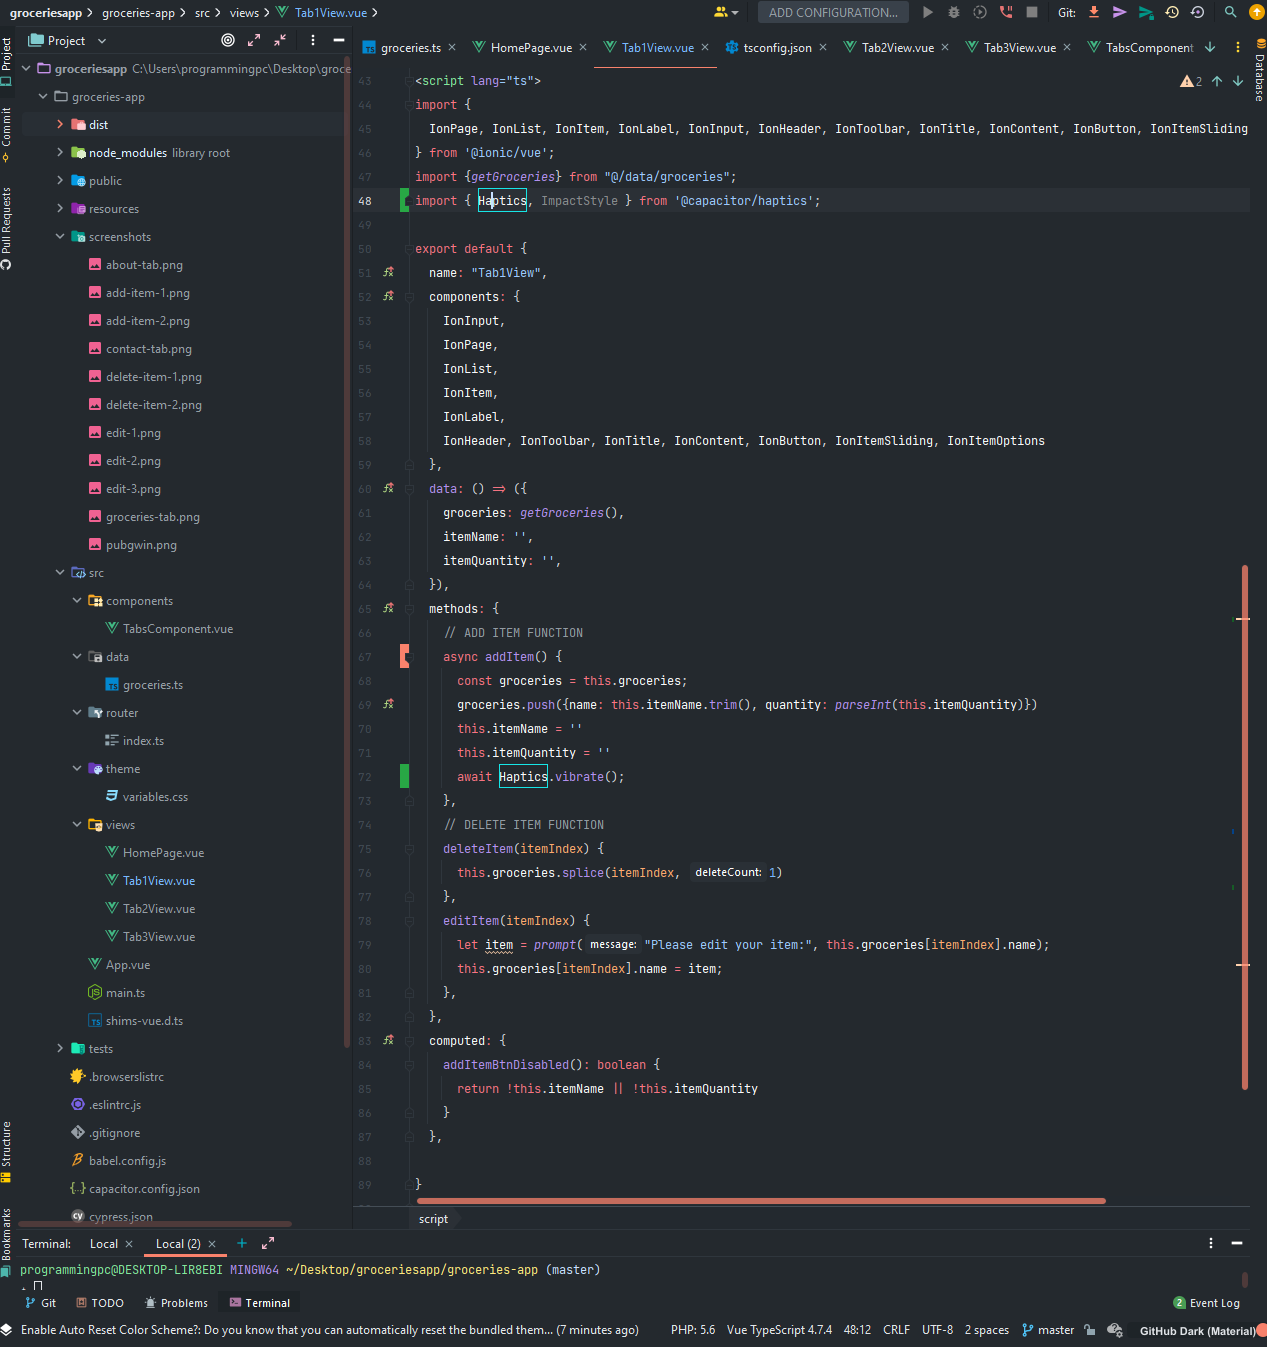 groceriesapp > groceries-app > src > views > Tab1View.vue >
ADD CONFIGURATION...
Git:
Project
groceries.ts
HomePage.vue
Tab1View.vue
tsconfig.json
Tab2View.vue
Tab3View.vue
TabsComponent
Project
Commit
Pull Requests
Structure
Bookmarks
Database
groceriesapp C:\Users\programmingpc\Desktop\groce
groceries-app
dist
node_modules library root
public
resources
screenshots
about-tab.png
add-item-1.png
add-item-2.png
contact-tab.png
delete-item-1.png
delete-item-2.png
edit-1.png
edit-2.png
edit-3.png
groceries-tab.png
pubgwin.png
src
components
TabsComponent.vue
data
groceries.ts
router
index.ts
theme
variables.css
views
HomePage.vue
Tab1View.vue
Tab2View.vue
Tab3View.vue
App.vue
main.ts
shims-vue.d.ts
tests
.browserslistrc
.eslintrc.js
.gitignore
babel.config.js
capacitor.config.json
cypress.json
2
43 <script lang="ts">
44 import {
45 IonPage, IonList, IonItem, IonLabel, IonInput, IonHeader, IonToolbar, IonTitle, IonContent, IonButton, IonItemSliding
46 } from '@ionic/vue';
47 import {getGroceries} from "@/data/groceries";
48 import { Haptics, ImpactStyle } from '@capacitor/haptics';
49
50 export default {
51 name: "Tab1View",
52 components: {
53 IonInput,
54 IonPage,
55 IonList,
56 IonItem,
57 IonLabel,
58 IonHeader, IonToolbar, IonTitle, IonContent, IonButton, IonItemSliding, IonItemOptions
59 },
60 data: () => ({
61 groceries: getGroceries(),
62 itemName: '',
63 itemQuantity: '',
64 }),
65 methods: {
66 // ADD ITEM FUNCTION
67 async addItem() {
68 const groceries = this.groceries;
69 groceries.push({name: this.itemName.trim(), quantity: parseInt(this.itemQuantity)})
70 this.itemName = ''
71 this.itemQuantity = ''
72 await Haptics.vibrate();
73 },
74 // DELETE ITEM FUNCTION
75 deleteItem(itemIndex) {
76 this.groceries.splice(itemIndex, deleteCount: 1)
77 },
78 editItem(itemIndex) {
79 let item = prompt( message: "Please edit your item:", this.groceries[itemIndex].name);
80 this.groceries[itemIndex].name = item;
81 },
82 },
83 computed: {
84 addItemBtnDisabled(): boolean {
85 return !this.itemName || !this.itemQuantity
86 }
87 },
88
89 }
script
Terminal: Local Local (2)
programmingpc@DESKTOP-LIR8EBI MINGW64 ~/Desktop/groceriesapp/groceries-app (master)
Git
TODO
Problems
Terminal
2 Event Log
Enable Auto Reset Color Scheme?: Do you know that you can automatically reset the bundled them... (7 minutes ago)
PHP: 5.6
Vue TypeScript 4.7.4
48:12
CRLF
UTF-8
2 spaces
master
GitHub Dark (Material)